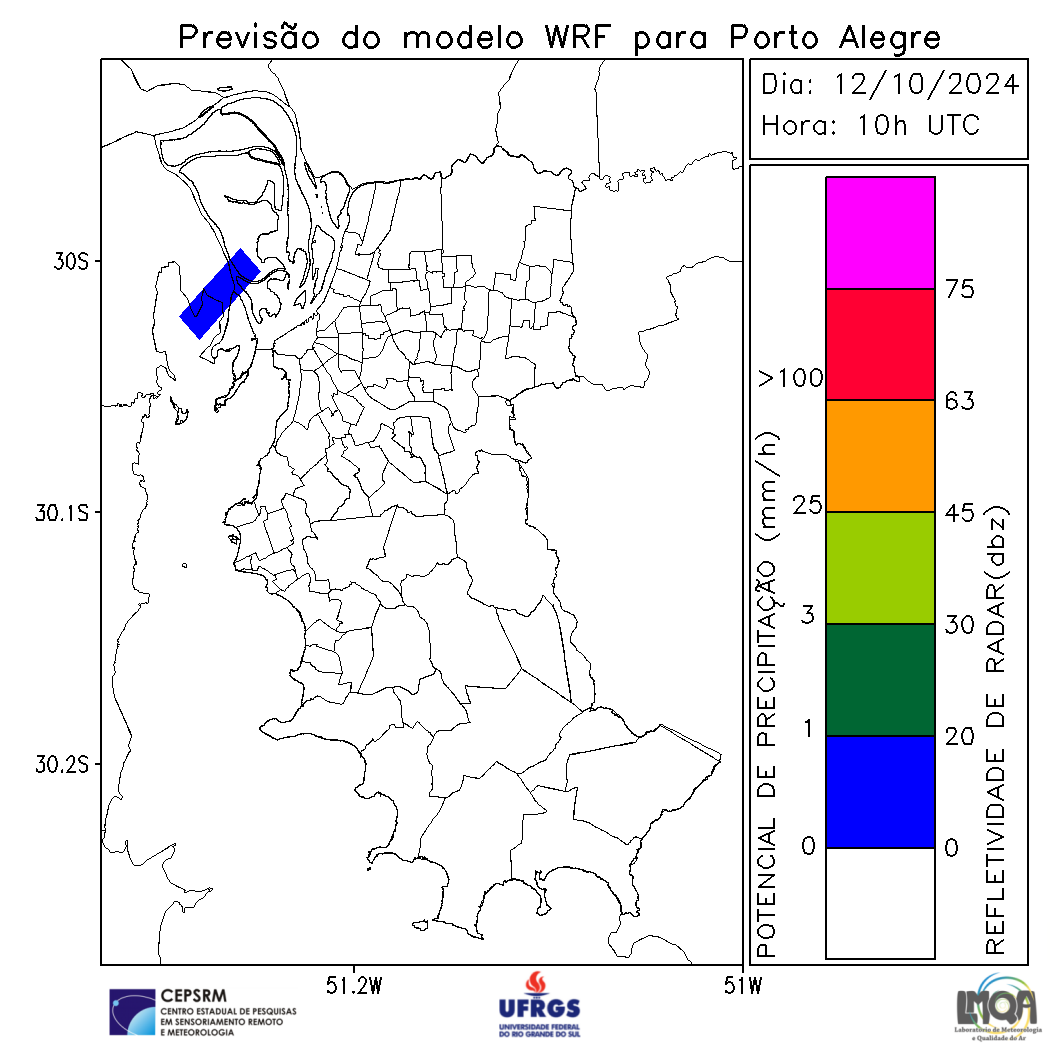 Previsão do modelo WRF para Porto Alegre
Dia: 12/10/2024
Hora: 10h UTC
30S
30.1S
30.2S
51.2W
51W
POTENCIAL DE PRECIPITAÇÃO (mm/h)
>100
25
3
1
0
75
63
45
30
20
0
REFLETIVIDADE DE RADAR(dbz)
CEPSRM
CENTRO ESTADUAL DE PESQUISAS
EM SENSORIAMENTO REMOTO
E METEOROLOGIA
UFRGS
UNIVERSIDADE FEDERAL
DO RIO GRANDE DO SUL
LMQA
Laboratório de Meteorologia
e Qualidade do Ar